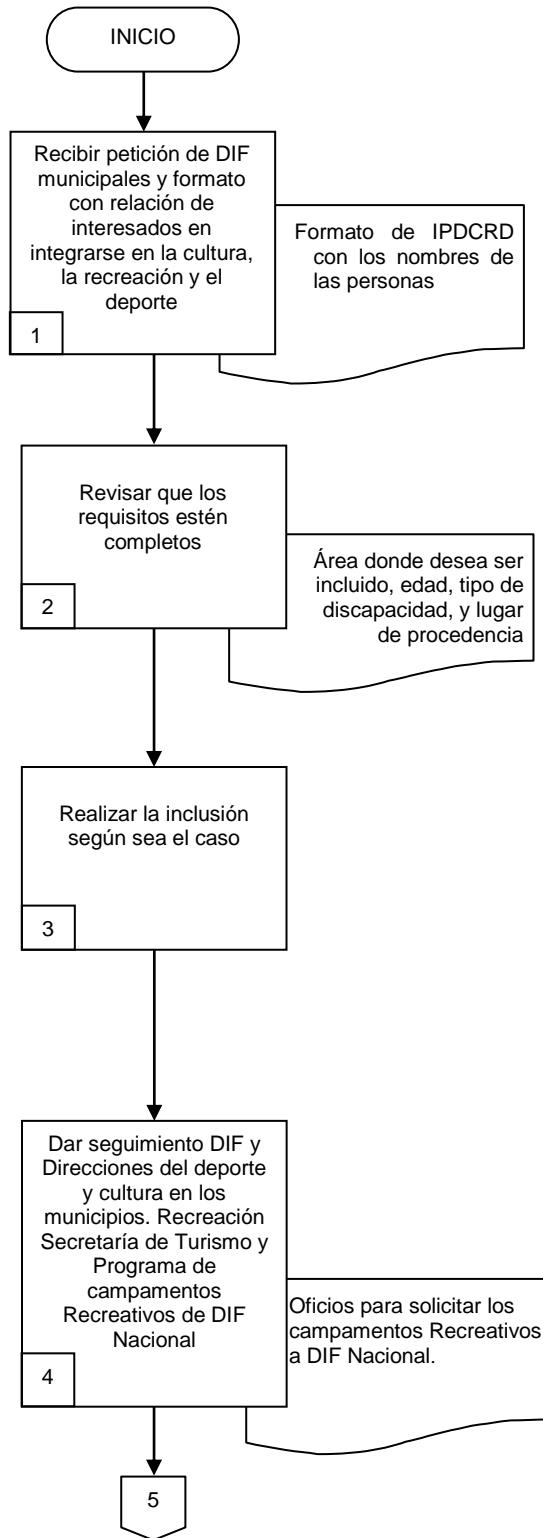 INICIO
Recibir petición de DIF
municipales y formato
con relación de
interesados en
integrarse en la cultura,
la recreación y el
deporte
1
Formato de IPDCRD
con los nombres de
las personas
Revisar que los
requisitos estén
completos
2
Área donde desea ser
incluido, edad, tipo de
discapacidad, y lugar
de procedencia
Realizar la inclusión
según sea el caso
3
Dar seguimiento DIF y
Direcciones del deporte
y cultura en los
municipios. Recreación
Secretaría de Turismo y
Programa de
campamentos
Recreativos de DIF
Nacional
4
Oficios para solicitar los
campamentos Recreativos
a DIF Nacional.
5